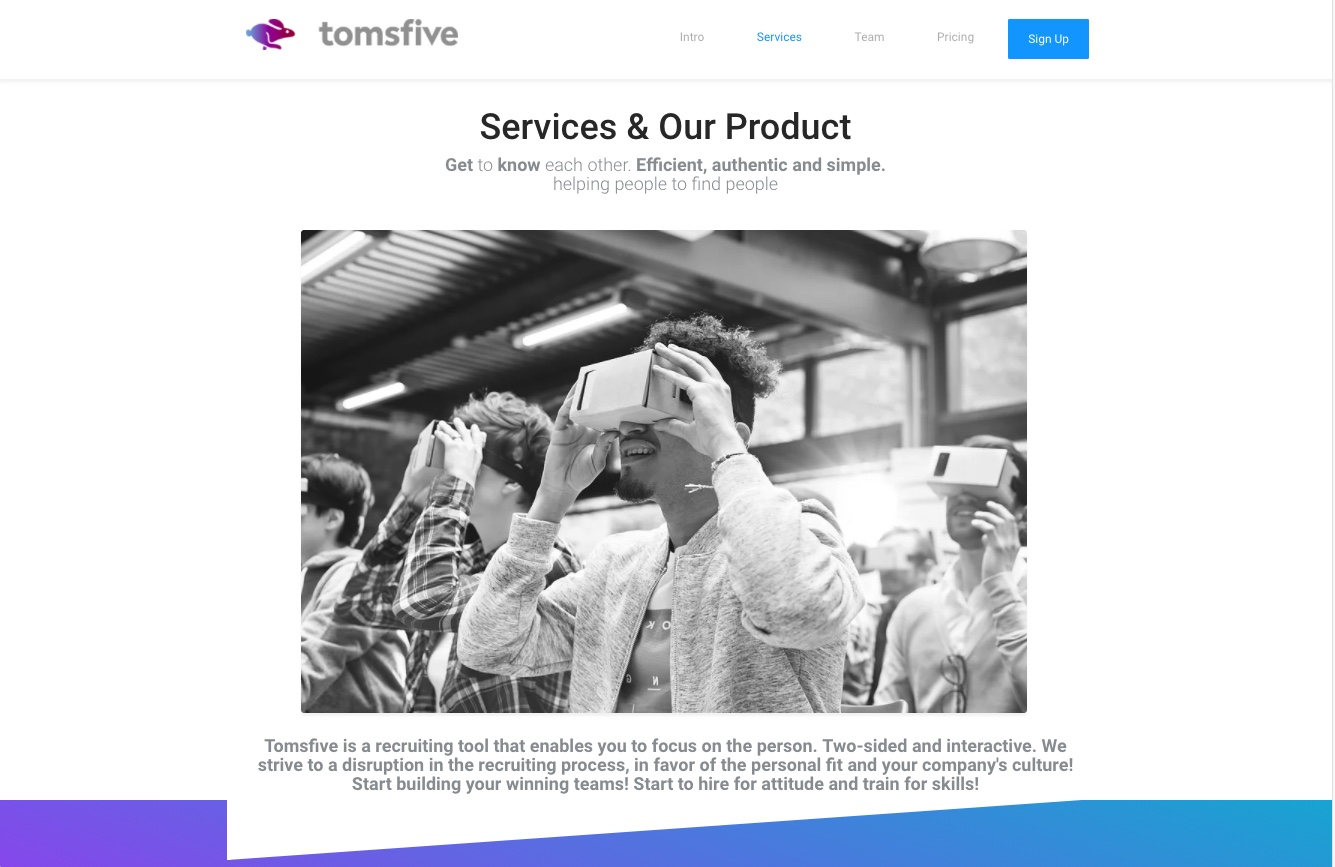 tomsfive
Intro
Services
Team
Pricing
Sign Up
Services & Our Product
Get to know each other. Efficient, authentic and simple.
helping people to find people
Tomsfive is a recruiting tool that enables you to focus on the person. Two-sided and interactive. We
strive to a disruption in the recruiting process, in favor of the personal fit and your company's culture!
Start building your winning teams! Start to hire for attitude and train for skills!